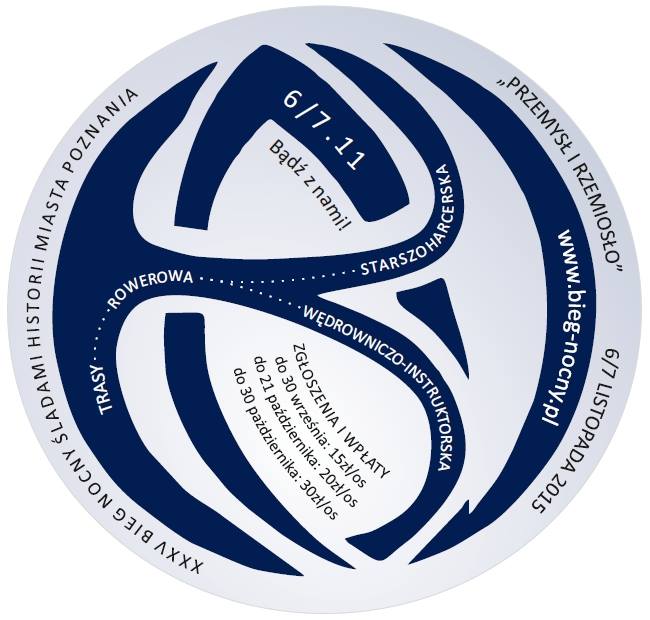 XXXV BIEG NOCNY ŚLADAMI HISTORII MIASTA POZNANIA
„PRZEMYSŁ I RZEMIOSŁO”
6/7 LISTOPADA 2015
6/7.11
Bądź z nami!
www.bieg-nocny.pl
TRASY
ROWEROWA
STARSZOHARCERSKA
WĘDROWNICZO-INSTRUKTORSKA
ZGŁOSZENIA I WPŁATY
do 30 września: 15zł/os
do 21 października: 20zł/os
do 30 października: 30zł/os